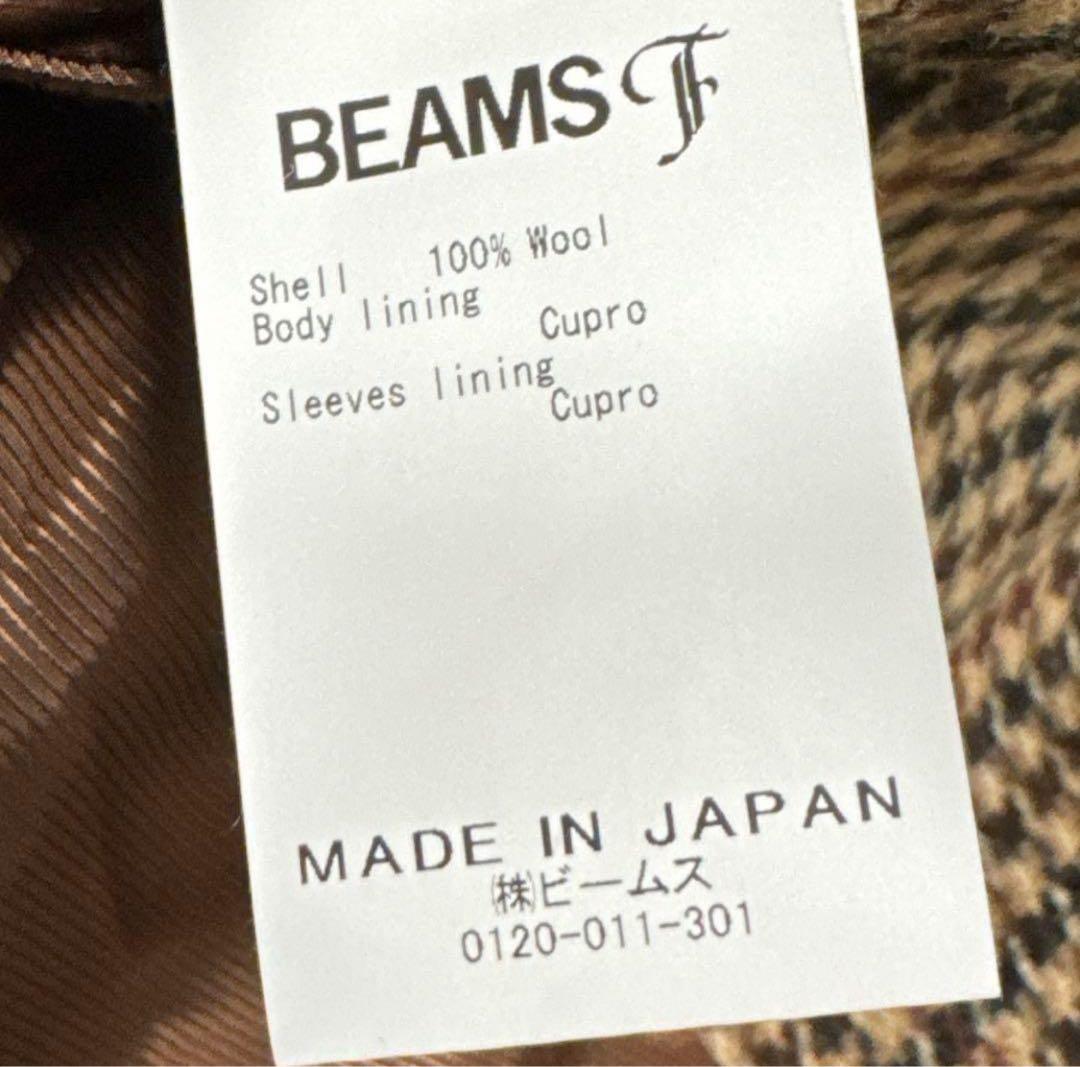 BEAMS F
Shell 100% Wool
Body lining
Cupro
Sleeves lining
Cupro
MADE IN JAPAN
㈱ビームス
0120-011-301